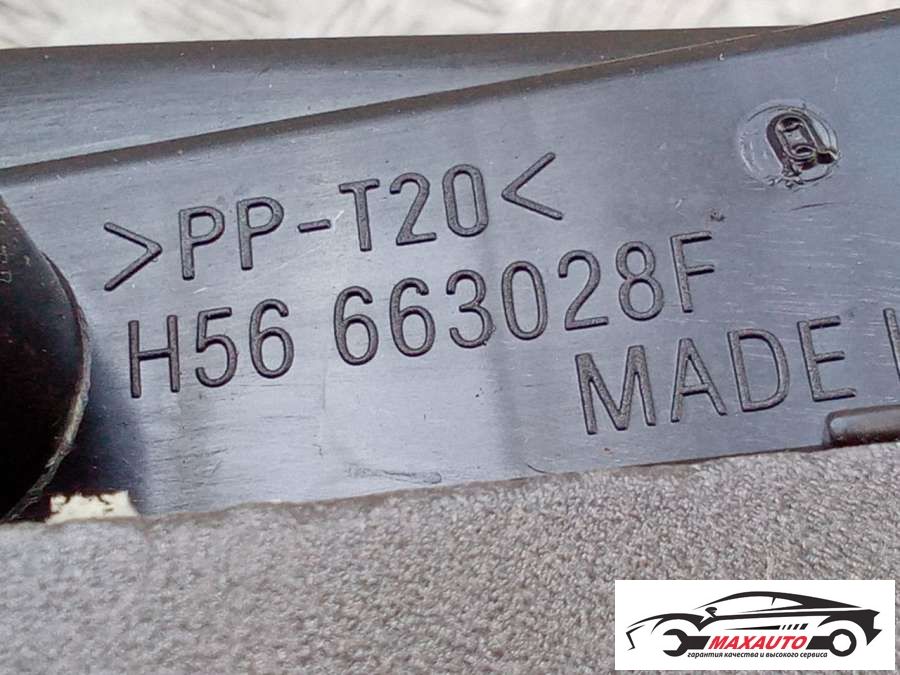 >PP-T20<
H56 663028F
MADE
MAXAUTO
гарантия качества и высокого сервиса